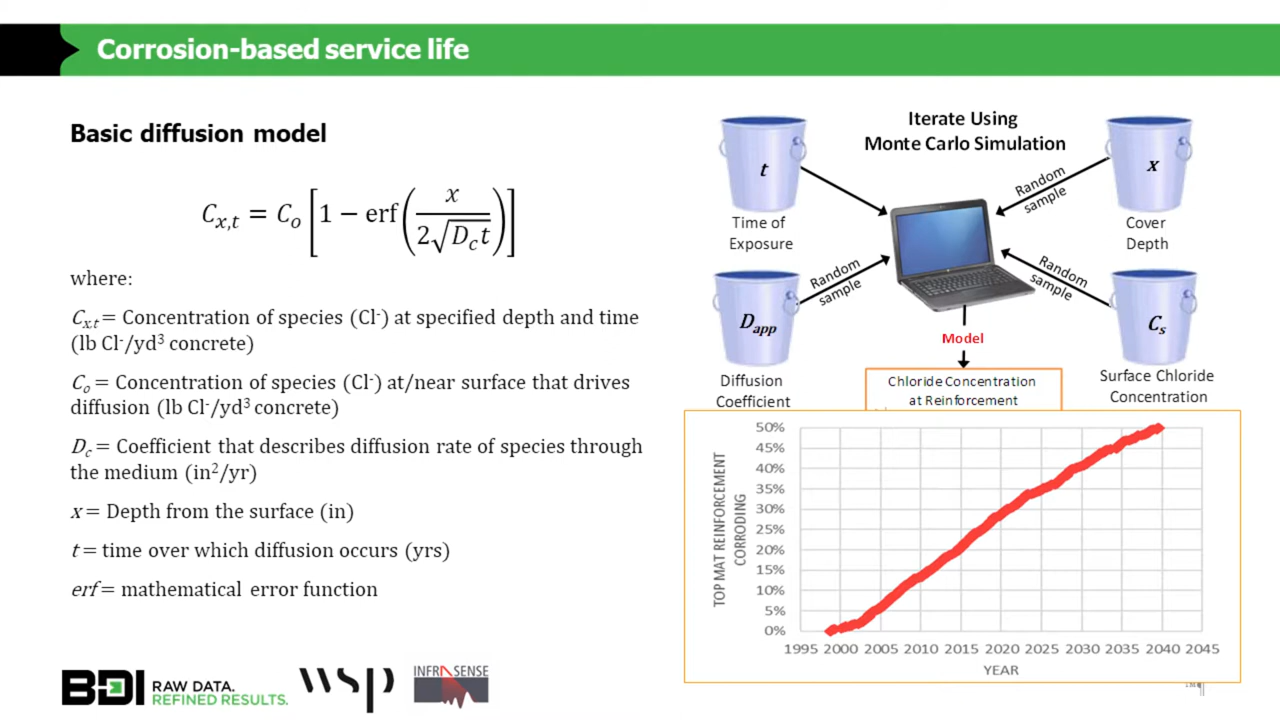 Corrosion-based service life
Basic diffusion model
C_{x,t} = C_o [1 − erf(x / 2√(D_c t))]
where:
C_{x,t} = Concentration of species (Cl⁻) at specified depth and time
(lb Cl⁻/yd³ concrete)
C_o = Concentration of species (Cl⁻) at/near surface that drives
diffusion (lb Cl⁻/yd³ concrete)
D_c = Coefficient that describes diffusion rate of species through
the medium (in²/yr)
x = Depth from the surface (in)
t = time over which diffusion occurs (yrs)
erf = mathematical error function
Iterate Using
Monte Carlo Simulation
t
Time of
Exposure
x
Cover
Depth
Random
sample
D_app
Diffusion
Coefficient
Random
sample
C_s
Surface Chloride
Concentration
Random
sample
Model
Chloride Concentration
at Reinforcement
TOP MAT REINFORCEMENT
CORRODING
50%
45%
40%
35%
30%
25%
20%
15%
10%
5%
0%
1995 2000 2005 2010 2015 2020 2025 2030 2035 2040 2045
YEAR
BDI
RAW DATA.
REFINED RESULTS.
wsp
INFRASENSE